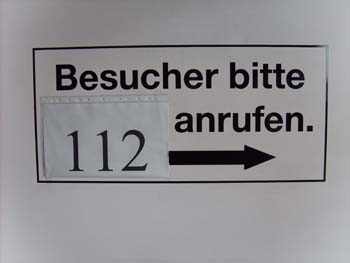 Besucher bitte
112 anrufen.